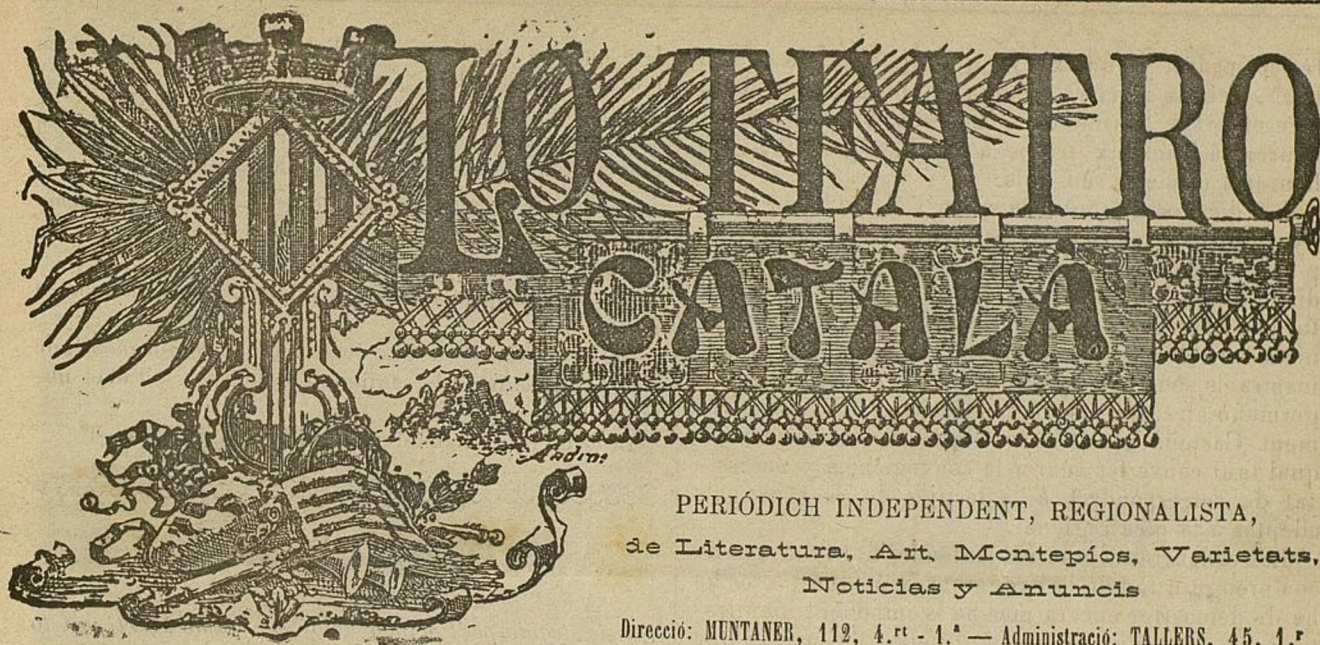 LO TEATRO
CATALÀ
PERIÓDICH INDEPENDENT, REGIONALISTA,
de Literatura, Art, Montepíos, Varietats,
Noticias y Anuncis
Direcció: MUNTANER, 112, 4.rt - 1.ª — Administració: TALLERS, 45, 1.r